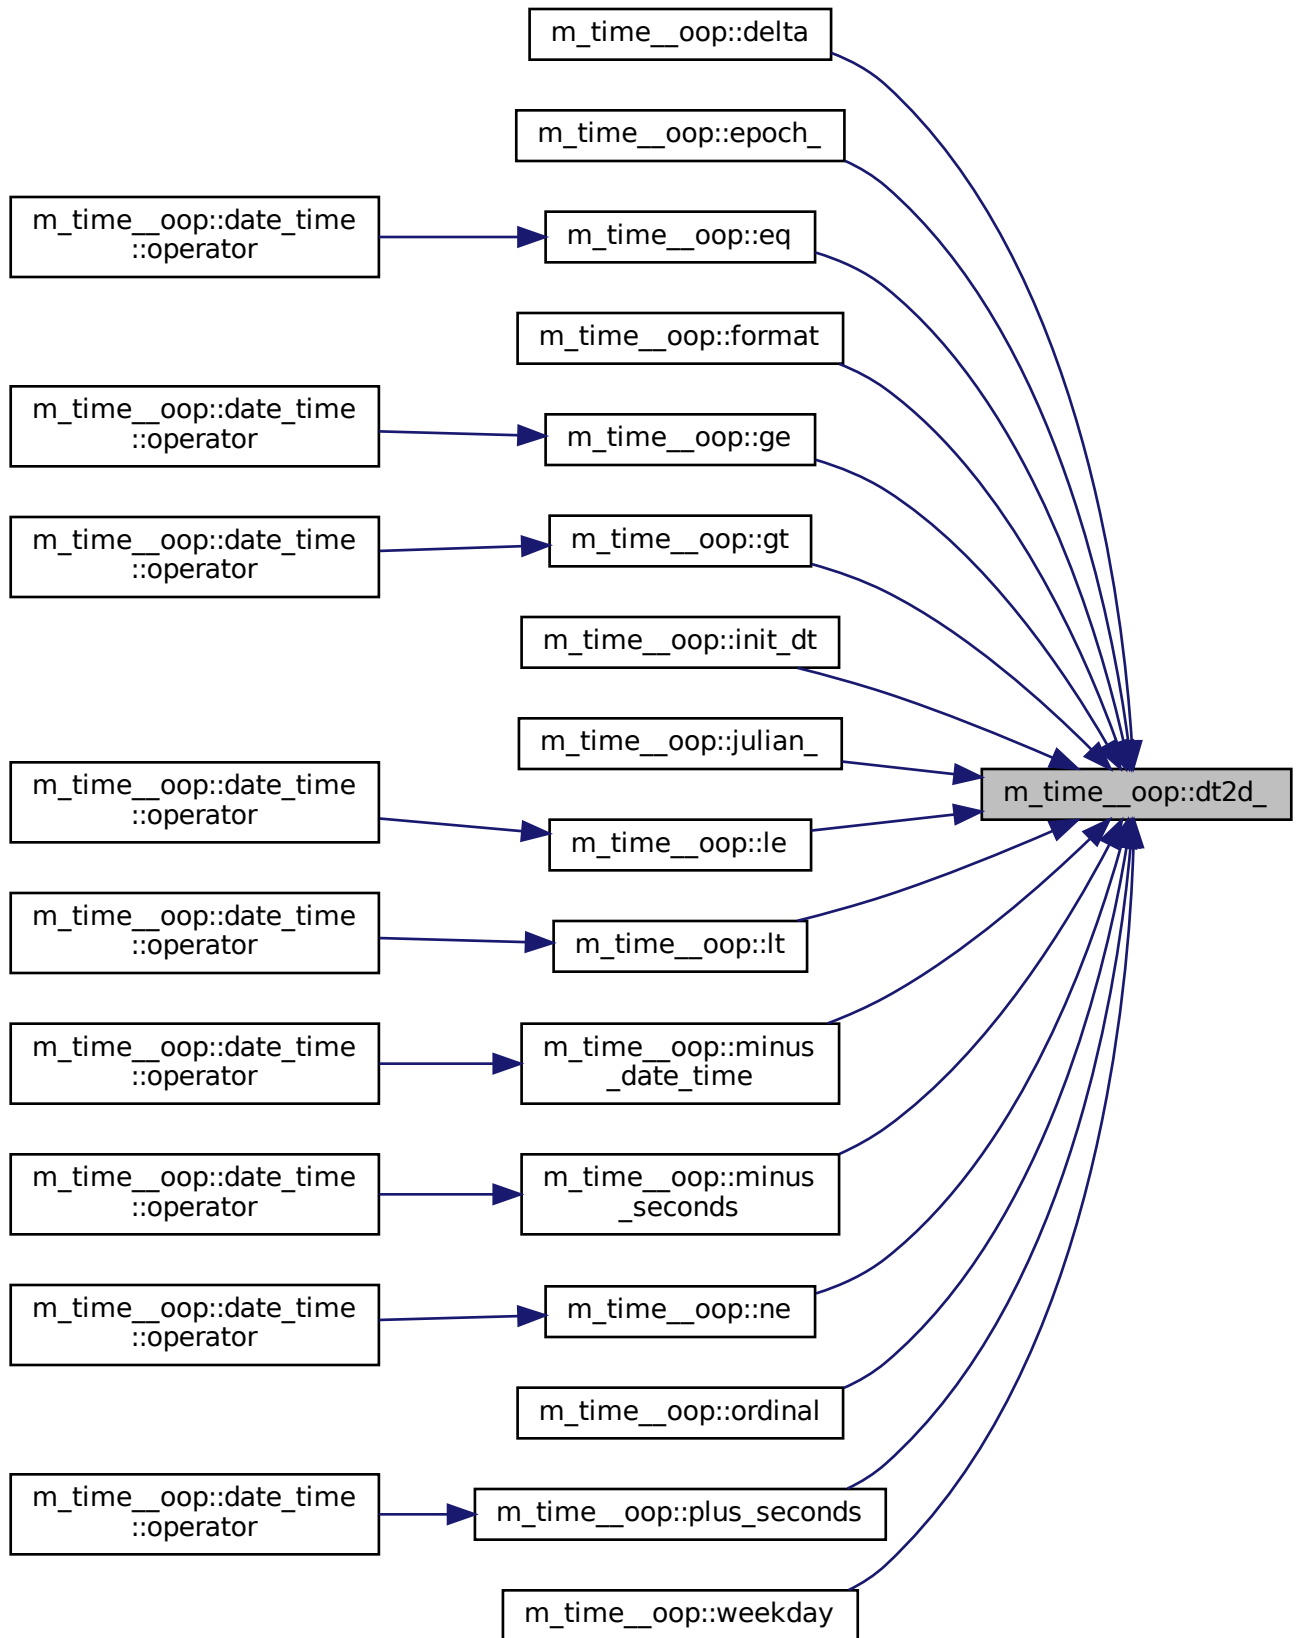 m_time__oop::delta
m_time__oop::epoch_
m_time__oop::date_time
::operator
m_time__oop::eq
m_time__oop::format
m_time__oop::date_time
::operator
m_time__oop::ge
m_time__oop::date_time
::operator
m_time__oop::gt
m_time__oop::init_dt
m_time__oop::julian_
m_time__oop::dt2d_
m_time__oop::date_time
::operator
m_time__oop::le
m_time__oop::date_time
::operator
m_time__oop::lt
m_time__oop::date_time
::operator
m_time__oop::minus
_date_time
m_time__oop::date_time
::operator
m_time__oop::minus
_seconds
m_time__oop::date_time
::operator
m_time__oop::ne
m_time__oop::ordinal
m_time__oop::date_time
::operator
m_time__oop::plus_seconds
m_time__oop::weekday